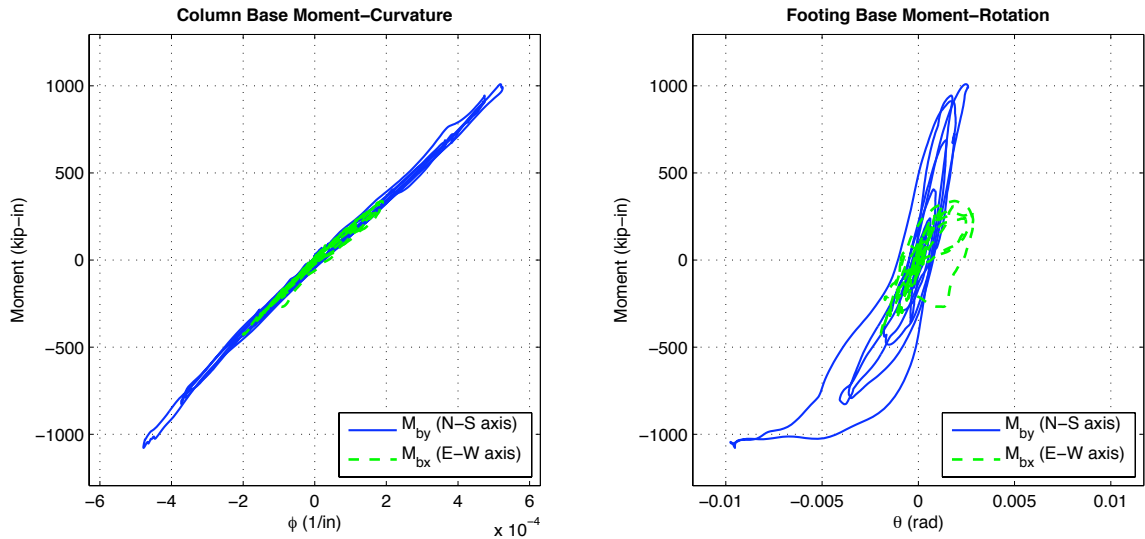 Column Base Moment−Curvature
1000
500
0
−500
−1000
Moment (kip−in)
−6
−4
−2
0
2
4
6
ϕ (1/in)
x 10⁻⁴
M_by (N−S axis)
M_bx (E−W axis)
Footing Base Moment−Rotation
1000
500
0
−500
−1000
Moment (kip−in)
−0.01
−0.005
0
0.005
0.01
θ (rad)
M_by (N−S axis)
M_bx (E−W axis)